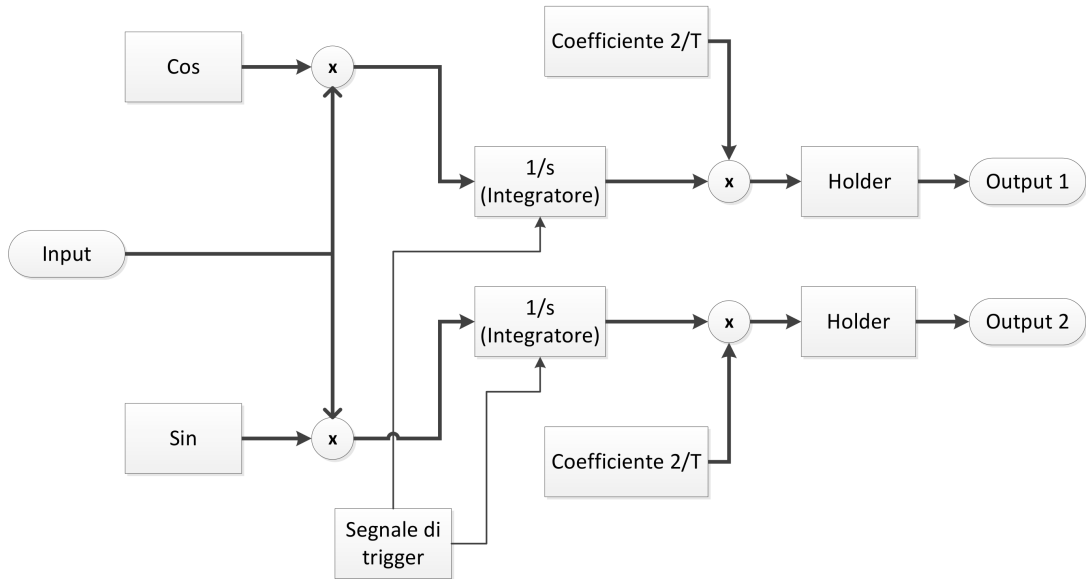 Cos
x
Coefficiente 2/T
1/s
(Integratore)
x
Holder
Output 1
Input
1/s
(Integratore)
x
Holder
Output 2
Sin
x
Coefficiente 2/T
Segnale di
trigger